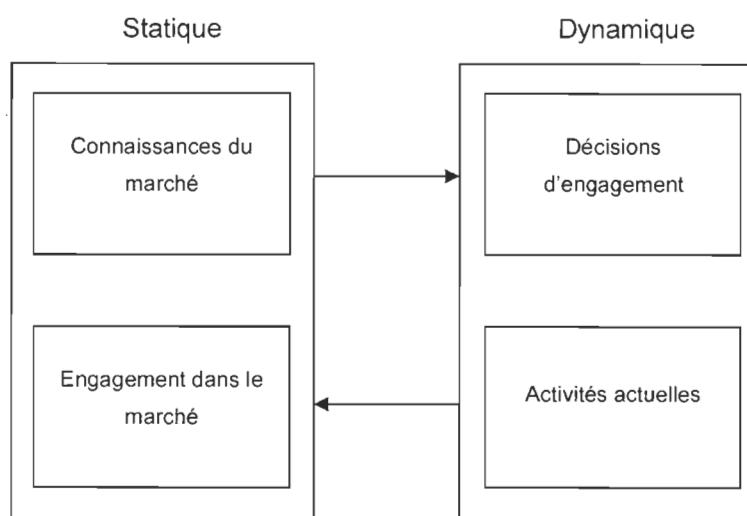 Statique
Dynamique
Connaissances du
marché
Décisions
d'engagement
Engagement dans le
marché
Activités actuelles